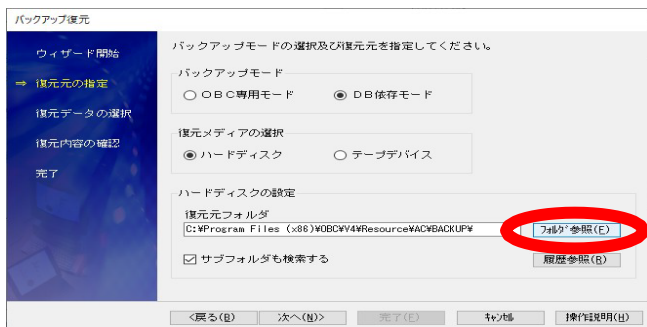 バックアップ復元
ウィザード開始
⇒ 復元元の指定
復元データの選択
復元内容の確認
完了
バックアップモードの選択及び復元元を指定してください。
バックアップモード
ＯＢＣ専用モード
ＤＢ依存モード
復元メディアの選択
ハードディスク
テープデバイス
ハードディスクの設定
復元元フォルダ
C:¥Program Files (x86)¥OBC¥V4¥Resource¥AC¥BACKUP¥
ﾌｫﾙﾀﾞ参照(F)
サブフォルダも検索する
履歴参照(R)
<戻る(B)
次へ(N)>
完了(E)
ｷｬﾝｾﾙ
操作説明(H)